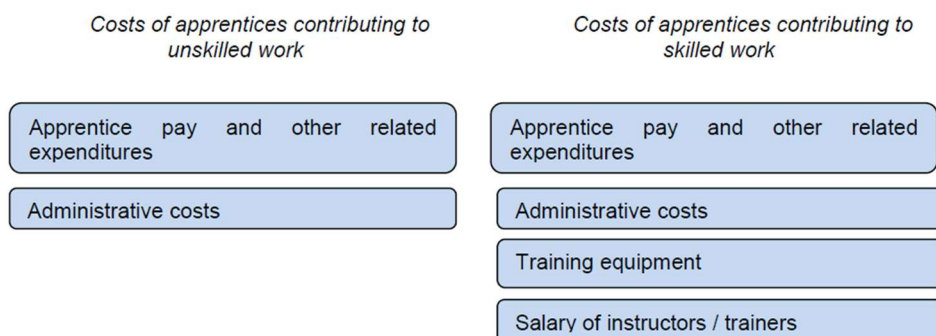 Costs of apprentices contributing to
unskilled work
Apprentice pay and other related
expenditures
Administrative costs
Costs of apprentices contributing to
skilled work
Apprentice pay and other related
expenditures
Administrative costs
Training equipment
Salary of instructors / trainers